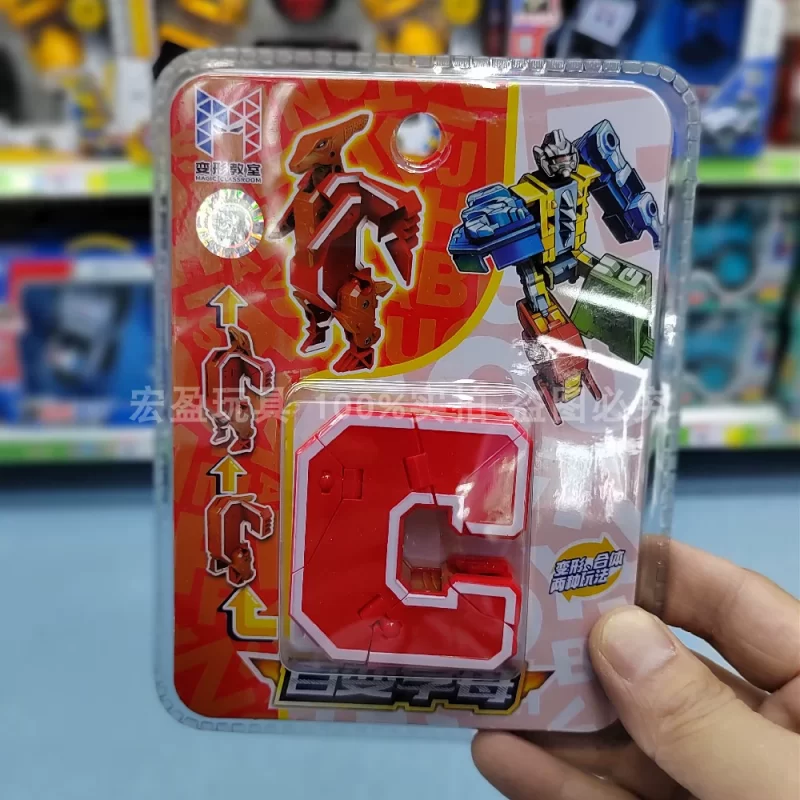 变形教室
MAGIC CLASSROOM
宏盈玩具 100%实拍 盗图必究
C
变形、合体
两种玩法
百变字母